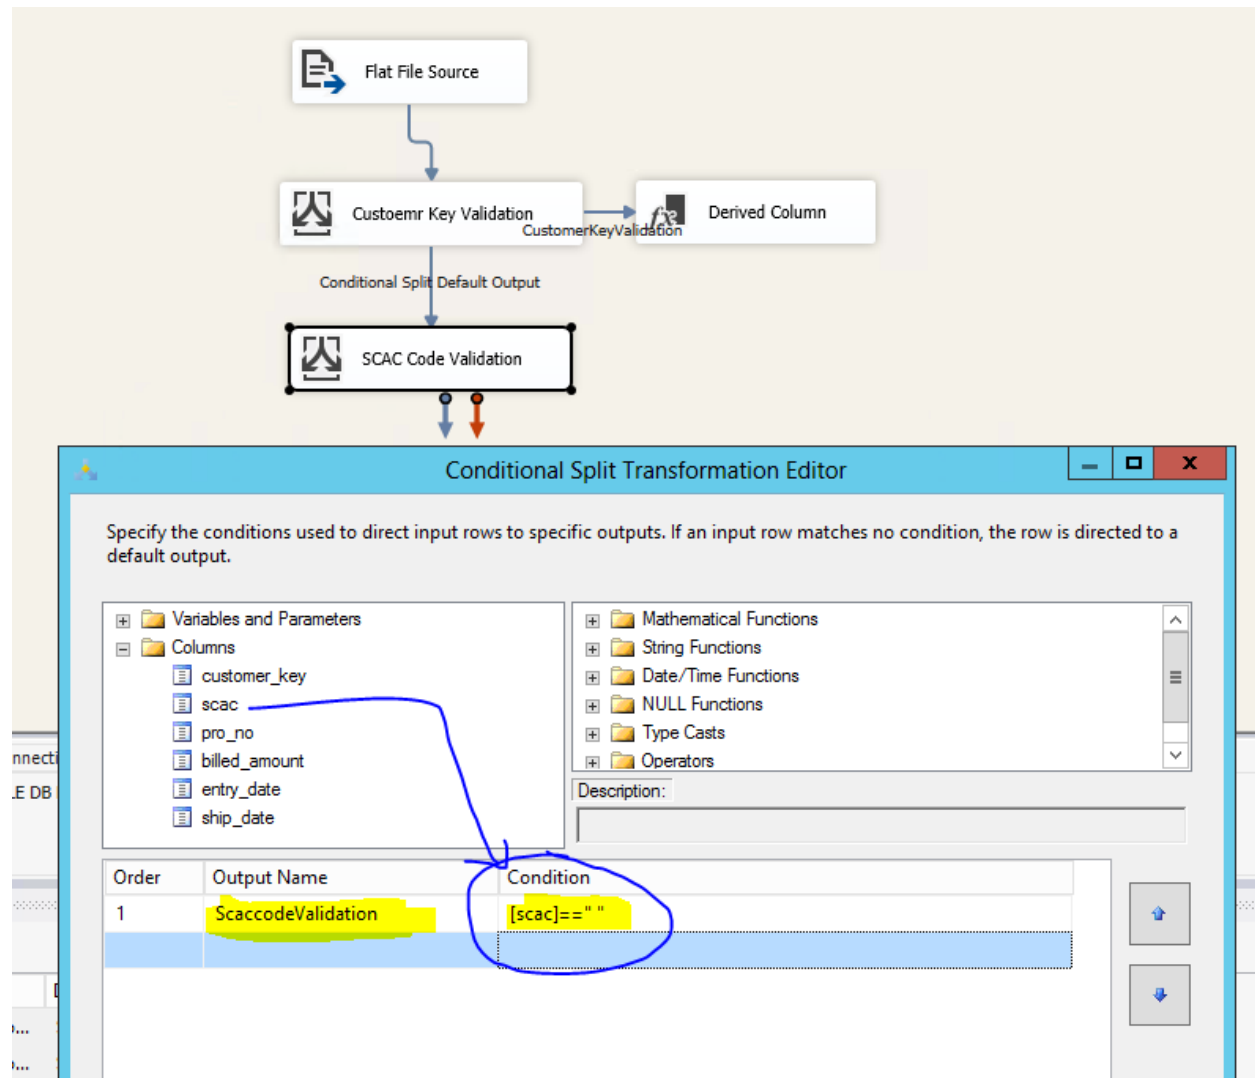 Flat File Source
Custoemr Key Validation
Derived Column
CustomerKeyValidation
Conditional Split Default Output
SCAC Code Validation
Conditional Split Transformation Editor
Specify the conditions used to direct input rows to specific outputs. If an input row matches no condition, the row is directed to a
default output.
Variables and Parameters
Columns
customer_key
scac
pro_no
billed_amount
entry_date
ship_date
Mathematical Functions
String Functions
Date/Time Functions
NULL Functions
Type Casts
Operators
Description:
Order Output Name Condition
1 ScaccodeValidation [scac]==" "